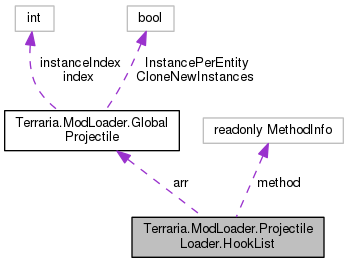 int
bool
instanceIndex
index
InstancePerEntity
CloneNewInstances
Terraria.ModLoader.Global
Projectile
readonly MethodInfo
arr
method
Terraria.ModLoader.Projectile
Loader.HookList